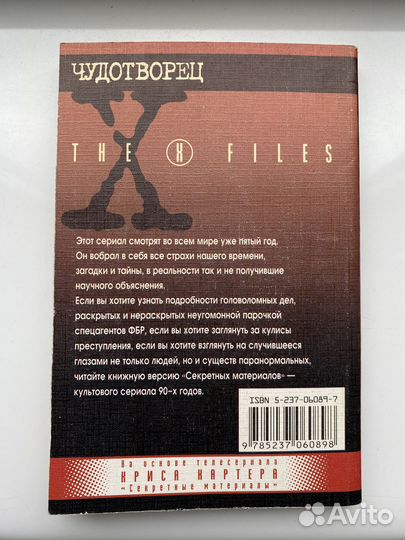 ЧУДОТВОРЕЦ
THE X FILES
Этот сериал смотрят во всем мире уже пятый год.
Он вобрал в себя все страхи нашего времени,
загадки и тайны, в реальности так и не получившие
научного объяснения.
Если вы хотите узнать подробности головоломных дел,
раскрытых и нераскрытых неугомонной парочкой
спецагентов ФБР, если вы хотите заглянуть за кулисы
преступления, если вы хотите взглянуть на случившееся
глазами не только людей, но и существ паранормальных,
читайте книжную версию «Секретных материалов» —
культового сериала 90-х годов.
ISBN 5-237-06089-7
9 785237 060898
На основе телесериала
КРИСА КАРТЕРА
"Секретные материалы"
Avito